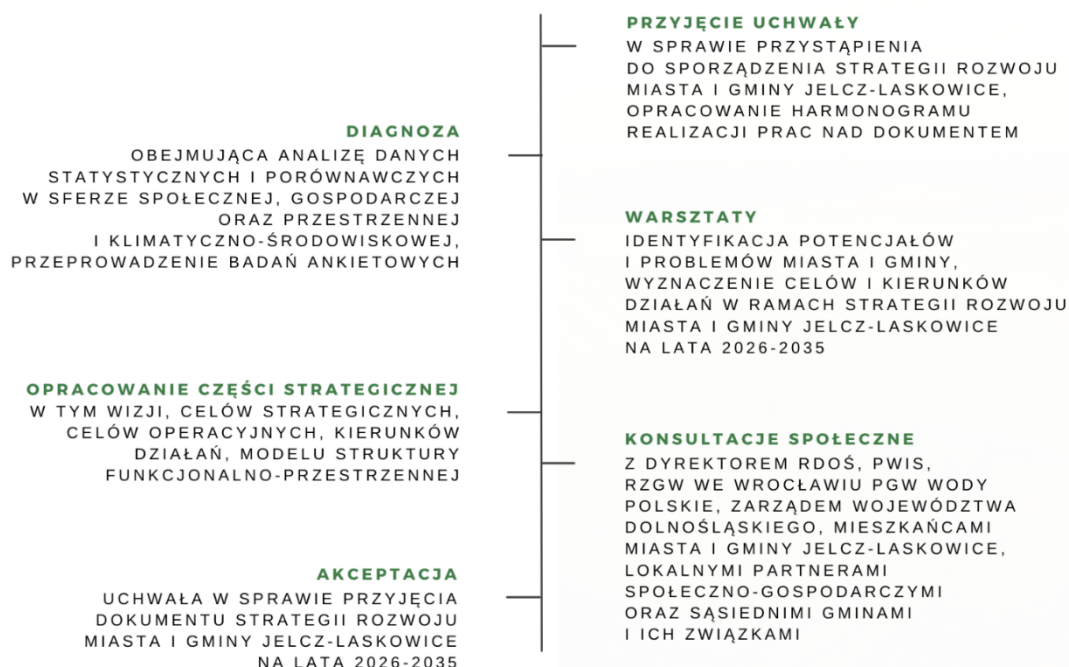 PRZYJĘCIE UCHWAŁY
W SPRAWIE PRZYSTĄPIENIA
DO SPORZĄDZENIA STRATEGII ROZWOJU
MIASTA I GMINY JELCZ-LASKOWICE,
OPRACOWANIE HARMONOGRAMU
REALIZACJI PRAC NAD DOKUMENTEM
DIAGNOZA
OBEJMUJĄCA ANALIZĘ DANYCH
STATYSTYCZNYCH I PORÓWNAWCZYCH
W SFERZE SPOŁECZNEJ, GOSPODARCZEJ
ORAZ PRZESTRZENNEJ
I KLIMATYCZNO-ŚRODOWISKOWEJ,
PRZEPROWADZENIE BADAŃ ANKIETOWYCH
WARSZTATY
IDENTYFIKACJA POTENCJAŁÓW
I PROBLEMÓW MIASTA I GMINY,
WYZNACZENIE CELÓW I KIERUNKÓW
DZIAŁAŃ W RAMACH STRATEGII ROZWOJU
MIASTA I GMINY JELCZ-LASKOWICE
NA LATA 2026-2035
OPRACOWANIE CZĘŚCI STRATEGICZNEJ
W TYM WIZJI, CELÓW STRATEGICZNYCH,
CELÓW OPERACYJNYCH, KIERUNKÓW
DZIAŁAŃ, MODELU STRUKTURY
FUNKCJONALNO-PRZESTRZENNEJ
KONSULTACJE SPOŁECZNE
Z DYREKTOREM RDOŚ, PWIS,
RZGW WE WROCŁAWIU PGW WODY
POLSKIE, ZARZĄDEM WOJEWÓDZTWA
DOLNOŚLĄSKIEGO, MIESZKAŃCAMI
MIASTA I GMINY JELCZ-LASKOWICE,
LOKALNYMI PARTNERAMI
SPOŁECZNO-GOSPODARCZYMI
ORAZ SĄSIEDNIMI GMINAMI
I ICH ZWIĄZKAMI
AKCEPTACJA
UCHWAŁA W SPRAWIE PRZYJĘCIA
DOKUMENTU STRATEGII ROZWOJU
MIASTA I GMINY JELCZ-LASKOWICE
NA LATA 2026-2035